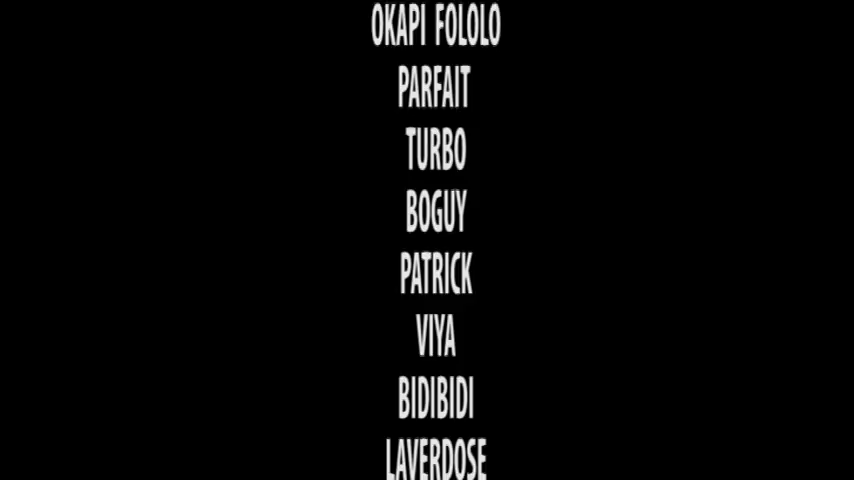 OKAPI FOLOLO
PARFAIT
TURBO
BOGUY
PATRICK
VIYA
BIDIBIDI
LAVERDOSE